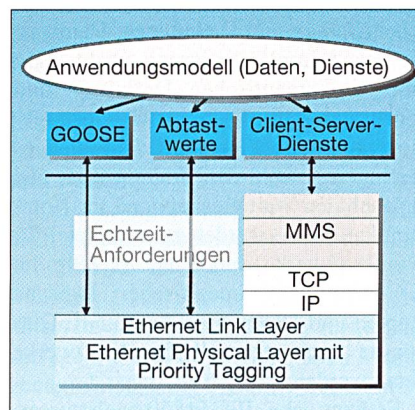 Anwendungsmodell (Daten, Dienste)
GOOSE
Abtast-
werte
Client-Server-
Dienste
Echtzeit-
Anforderungen
MMS
TCP
IP
Ethernet Link Layer
Ethernet Physical Layer mit
Priority Tagging